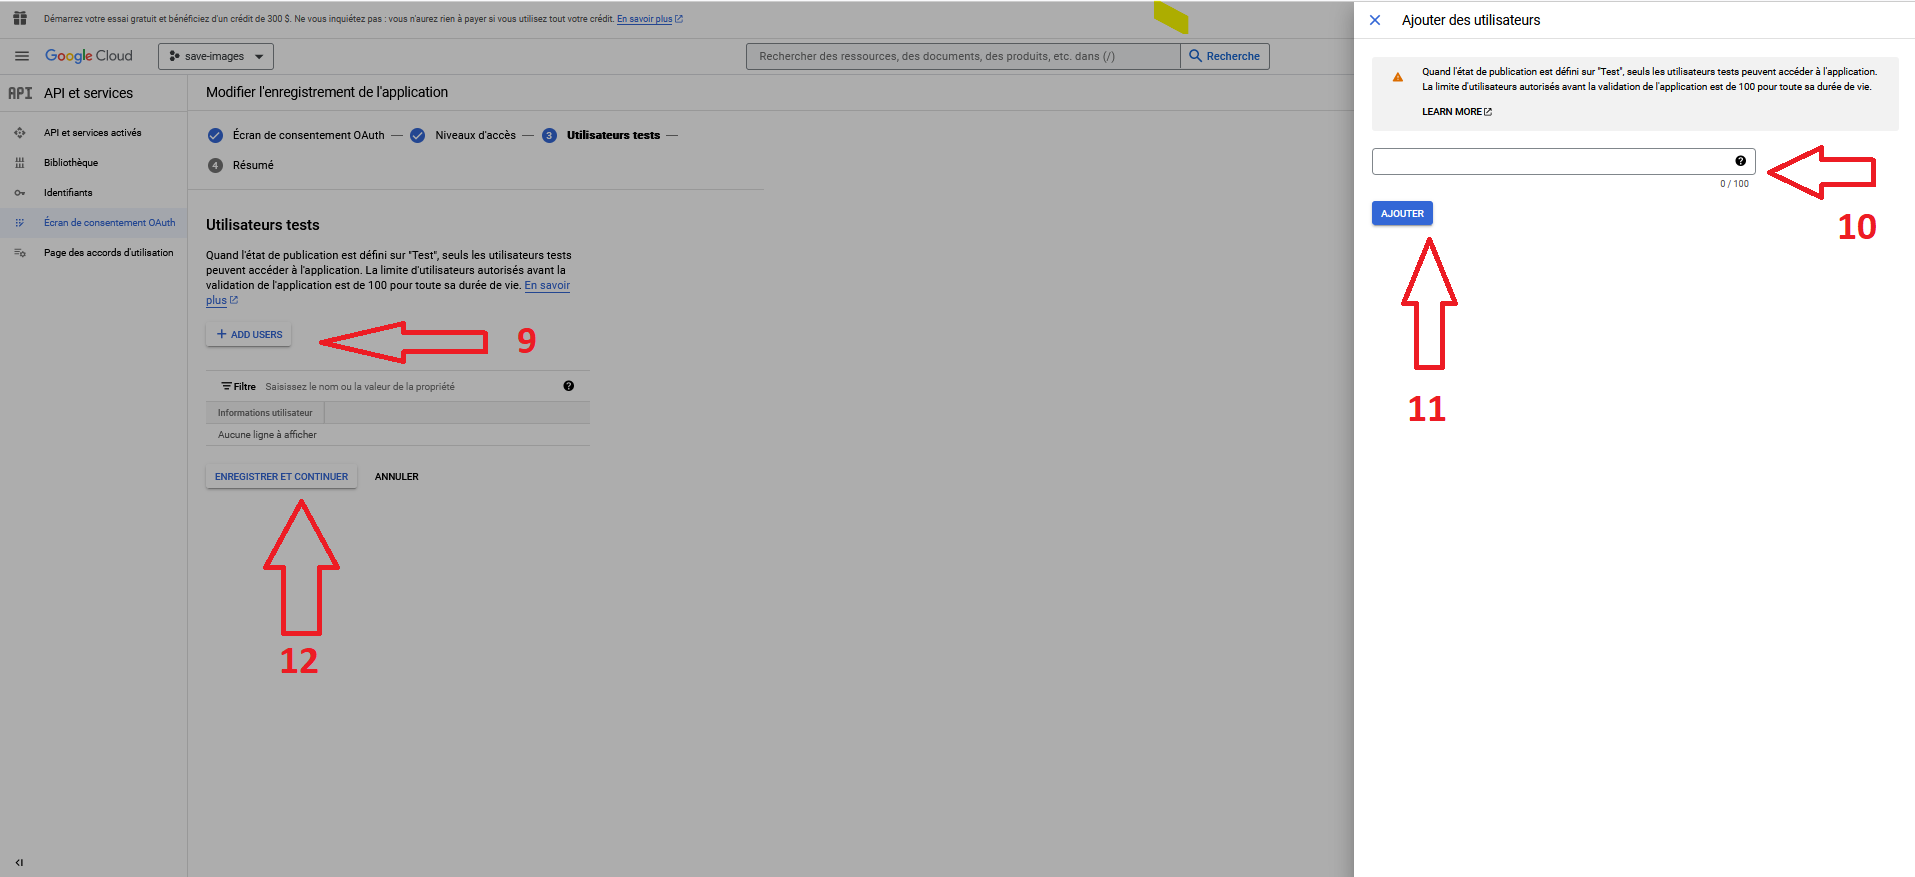 Démarrez votre essai gratuit et bénéficiez d'un crédit de 300 $. Ne vous inquiétez pas : vous n'aurez rien à payer si vous utilisez tout votre crédit. En savoir plus
Google Cloud
save-images
Rechercher des ressources, des documents, des produits, etc. dans (/)
Recherche
API API et services
API et services activés
Bibliothèque
Identifiants
Écran de consentement OAuth
Page des accords d'utilisation
Modifier l'enregistrement de l'application
Écran de consentement OAuth — Niveaux d'accès — 3 Utilisateurs tests —
4 Résumé
Utilisateurs tests
Quand l'état de publication est défini sur "Test", seuls les utilisateurs tests
peuvent accéder à l'application. La limite d'utilisateurs autorisés avant la
validation de l'application est de 100 pour toute sa durée de vie. En savoir
plus
+ ADD USERS
9
Filtre Saisissez le nom ou la valeur de la propriété ?
Informations utilisateur
Aucune ligne à afficher
ENREGISTRER ET CONTINUER ANNULER
12
Ajouter des utilisateurs
Quand l'état de publication est défini sur "Test", seuls les utilisateurs tests peuvent accéder à l'application.
La limite d'utilisateurs autorisés avant la validation de l'application est de 100 pour toute sa durée de vie.
LEARN MORE
?
0 / 100
10
AJOUTER
11